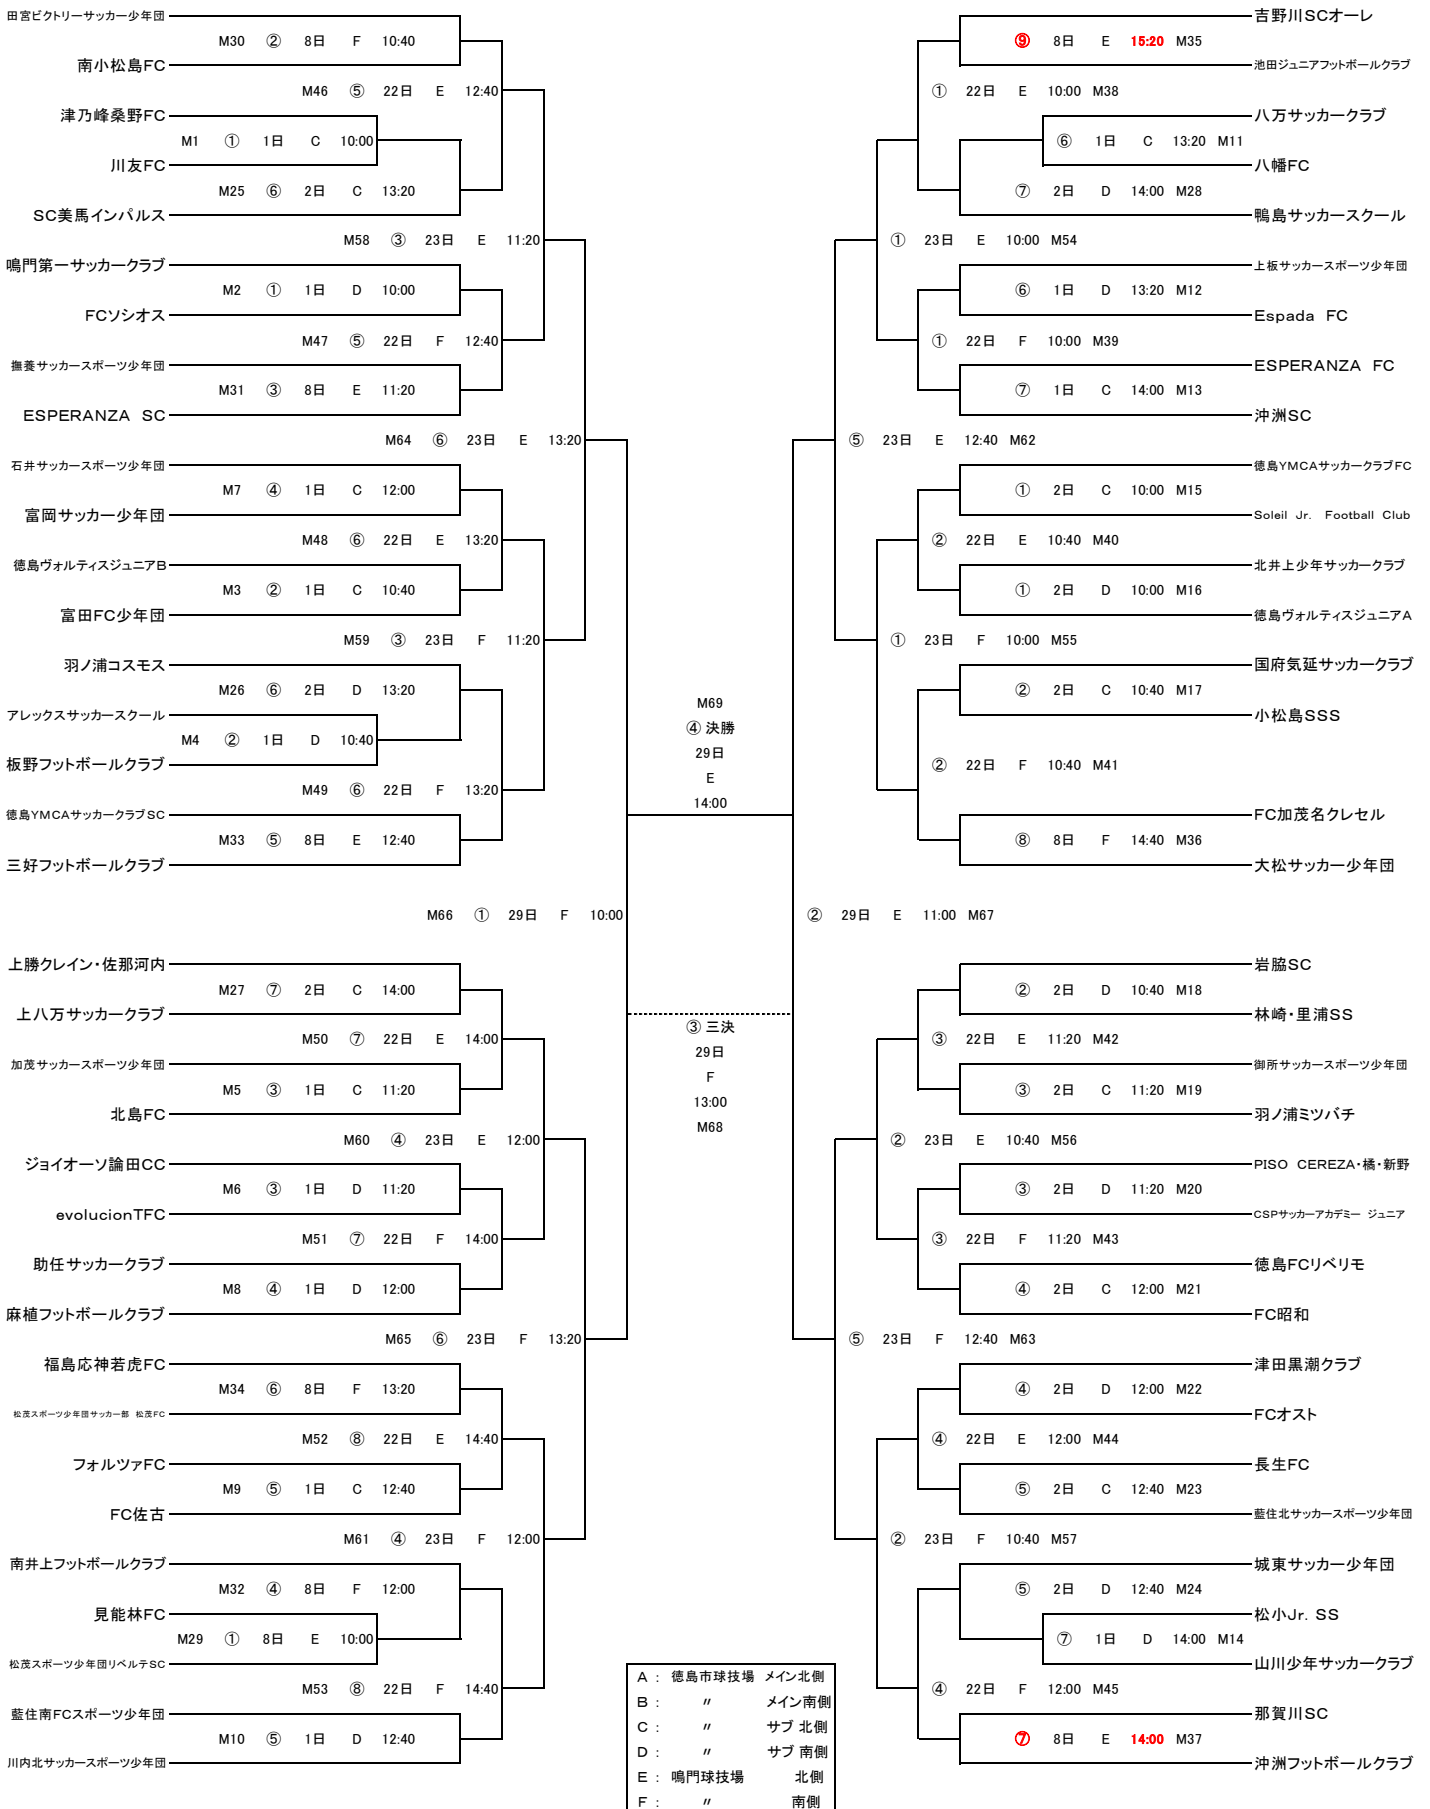 田宮ビクトリーサッカー少年団
M30 ② 8日 F 10:40
南小松島FC
M46 ⑤ 22日 E 12:40
津乃峰桑野FC
M1 ① 1日 C 10:00
川友FC
M25 ⑥ 2日 C 13:20
SC美馬インパルス
M58 ③ 23日 E 11:20
鳴門第一サッカークラブ
M2 ① 1日 D 10:00
FCソシオス
M47 ⑤ 22日 F 12:40
撫養サッカースポーツ少年団
M31 ③ 8日 E 11:20
ESPERANZA SC
M64 ⑥ 23日 E 13:20
石井サッカースポーツ少年団
M7 ④ 1日 C 12:00
富岡サッカー少年団
M48 ⑥ 22日 E 13:20
徳島ヴォルティスジュニアB
M3 ② 1日 C 10:40
富田FC少年団
M59 ③ 23日 F 11:20
羽ノ浦コスモス
M26 ⑥ 2日 D 13:20
アレックスサッカースクール
M4 ② 1日 D 10:40
板野フットボールクラブ
M49 ⑥ 22日 F 13:20
徳島YMCAサッカークラブSC
M33 ⑤ 8日 E 12:40
三好フットボールクラブ
M66 ① 29日 F 10:00
上勝クレイン・佐那河内
M27 ⑦ 2日 C 14:00
上八万サッカークラブ
M50 ⑦ 22日 E 14:00
加茂サッカースポーツ少年団
M5 ③ 1日 C 11:20
北島FC
M60 ④ 23日 E 12:00
ジョイオーソ論田CC
M6 ③ 1日 D 11:20
evolucionTFC
M51 ⑦ 22日 F 14:00
助任サッカークラブ
M8 ④ 1日 D 12:00
麻植フットボールクラブ
M65 ⑥ 23日 F 13:20
福島応神若虎FC
M34 ⑥ 8日 F 13:20
松茂スポーツ少年団サッカー部 松茂FC
M52 ⑧ 22日 E 14:40
フォルツァFC
M9 ⑤ 1日 C 12:40
FC佐古
M61 ④ 23日 F 12:00
南井上フットボールクラブ
M32 ④ 8日 F 12:00
見能林FC
M29 ① 8日 E 10:00
松茂スポーツ少年団リベルテSC
M53 ⑧ 22日 F 14:40
藍住南FCスポーツ少年団
M10 ⑤ 1日 D 12:40
川内北サッカースポーツ少年団
M69
④ 決勝
29日
E
14:00
③ 三決
29日
F
13:00
M68
吉野川SCオーレ
⑨ 8日 E 15:20 M35
池田ジュニアフットボールクラブ
① 22日 E 10:00 M38
八万サッカークラブ
⑥ 1日 C 13:20 M11
八幡FC
⑦ 2日 D 14:00 M28
鴨島サッカースクール
① 23日 E 10:00 M54
上板サッカースポーツ少年団
⑥ 1日 D 13:20 M12
Espada FC
① 22日 F 10:00 M39
ESPERANZA FC
⑦ 1日 C 14:00 M13
沖洲SC
⑤ 23日 E 12:40 M62
徳島YMCAサッカークラブFC
① 2日 C 10:00 M15
Soleil Jr. Football Club
② 22日 E 10:40 M40
北井上少年サッカークラブ
① 2日 D 10:00 M16
徳島ヴォルティスジュニアA
① 23日 F 10:00 M55
国府気延サッカークラブ
② 2日 C 10:40 M17
小松島SSS
② 22日 F 10:40 M41
FC加茂名クレセル
⑧ 8日 F 14:40 M36
大松サッカー少年団
② 29日 E 11:00 M67
岩脇SC
② 2日 D 10:40 M18
林崎・里浦SS
③ 22日 E 11:20 M42
御所サッカースポーツ少年団
③ 2日 C 11:20 M19
羽ノ浦ミツバチ
② 23日 E 10:40 M56
PISO CEREZA・橘・新野
③ 2日 D 11:20 M20
CSPサッカーアカデミー ジュニア
③ 22日 F 11:20 M43
徳島FCリベリモ
④ 2日 C 12:00 M21
FC昭和
⑤ 23日 F 12:40 M63
津田黒潮クラブ
④ 2日 D 12:00 M22
FCオスト
④ 22日 E 12:00 M44
長生FC
⑤ 2日 C 12:40 M23
藍住北サッカースポーツ少年団
② 23日 F 10:40 M57
城東サッカー少年団
⑤ 2日 D 12:40 M24
松小Jr. SS
⑦ 1日 D 14:00 M14
山川少年サッカークラブ
④ 22日 F 12:00 M45
那賀川SC
⑦ 8日 E 14:00 M37
沖洲フットボールクラブ
A : 徳島市球技場 メイン北側
B : 〃 メイン南側
C : 〃 サブ 北側
D : 〃 サブ 南側
E : 鳴門球技場 北側
F : 〃 南側